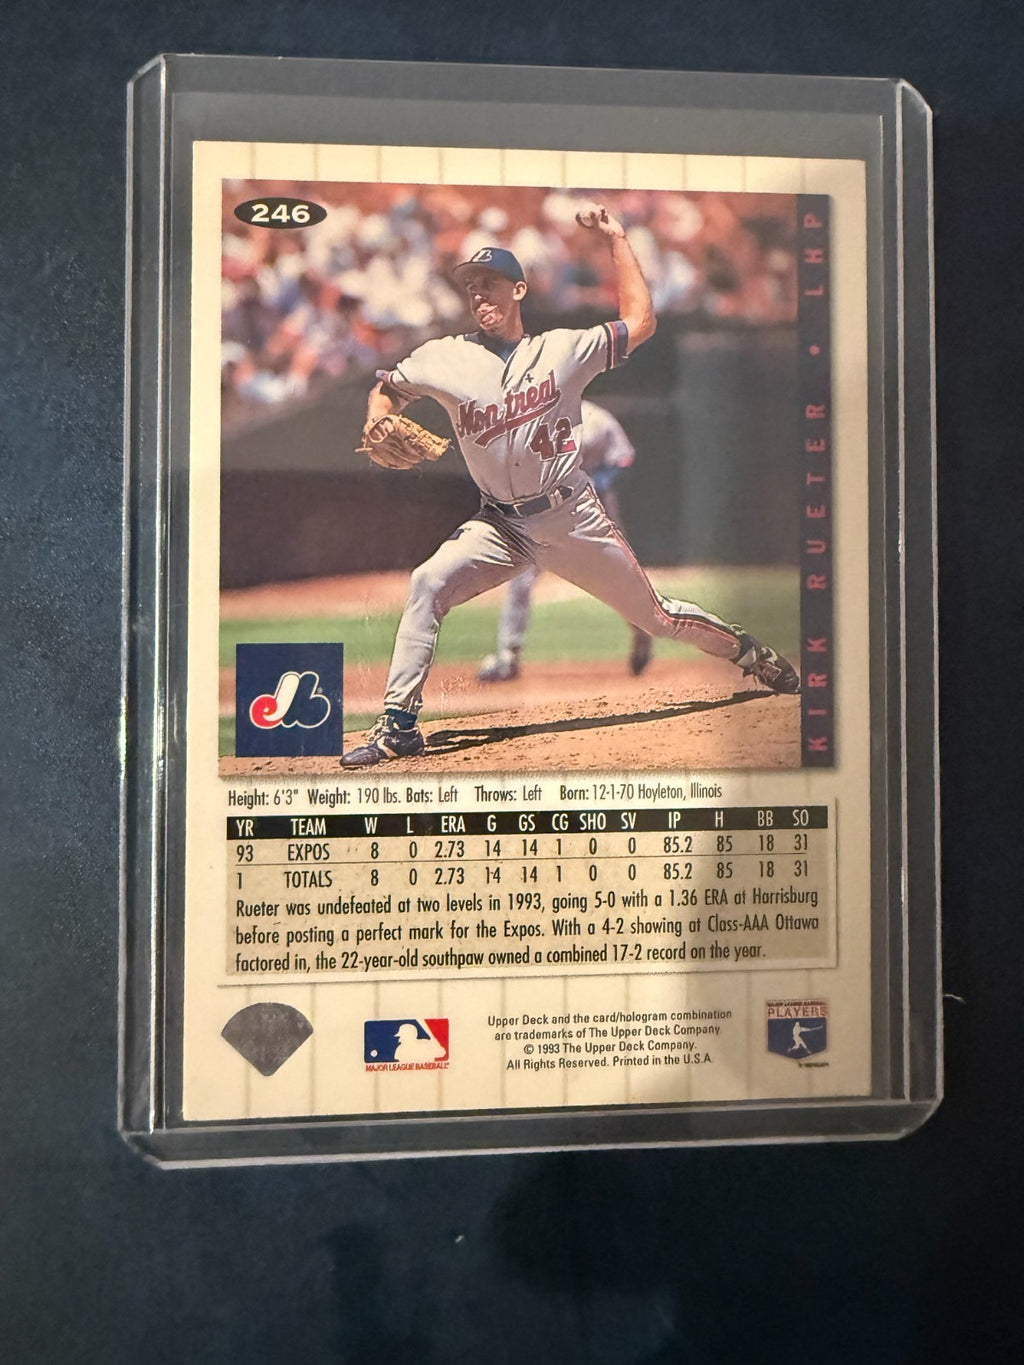 246
KIRK RUETER • LHP
Montreal
42
Height: 6'3" Weight: 190 lbs. Bats: Left Throws: Left Born: 12-1-70 Hoyleton, Illinois
YR TEAM W L ERA G GS CG SHO SV IP H BB SO
93 EXPOS 8 0 2.73 14 14 1 0 0 85.2 85 18 31
1 TOTALS 8 0 2.73 14 14 1 0 0 85.2 85 18 31
Rueter was undefeated at two levels in 1993, going 5-0 with a 1.36 ERA at Harrisburg
before posting a perfect mark for the Expos. With a 4-2 showing at Class-AAA Ottawa
factored in, the 22-year-old southpaw owned a combined 17-2 record on the year.
Upper Deck and the card/hologram combination
are trademarks of The Upper Deck Company.
© 1993 The Upper Deck Company.
All Rights Reserved. Printed in the U.S.A.
MAJOR LEAGUE BASEBALL
MAJOR LEAGUE BASEBALL
PLAYERS